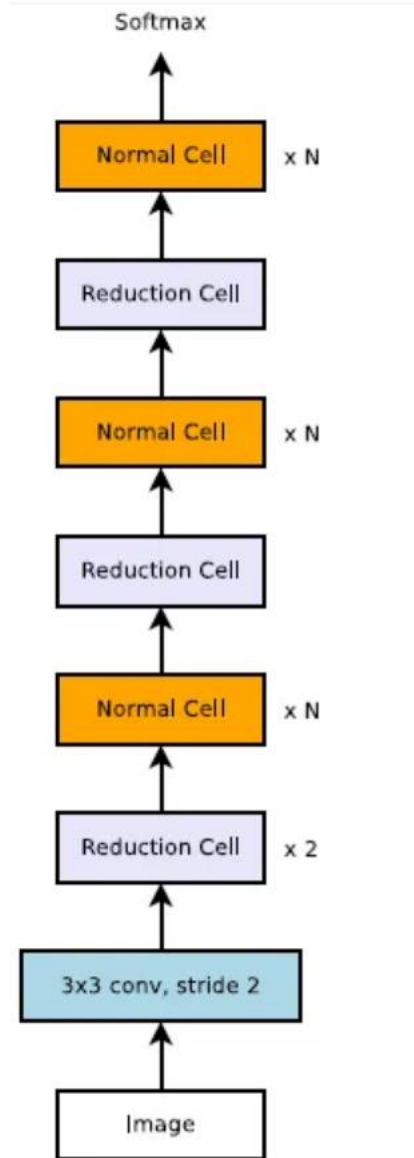 Softmax
Normal Cell x N
Reduction Cell
Normal Cell x N
Reduction Cell
Normal Cell x N
Reduction Cell x 2
3x3 conv, stride 2
Image